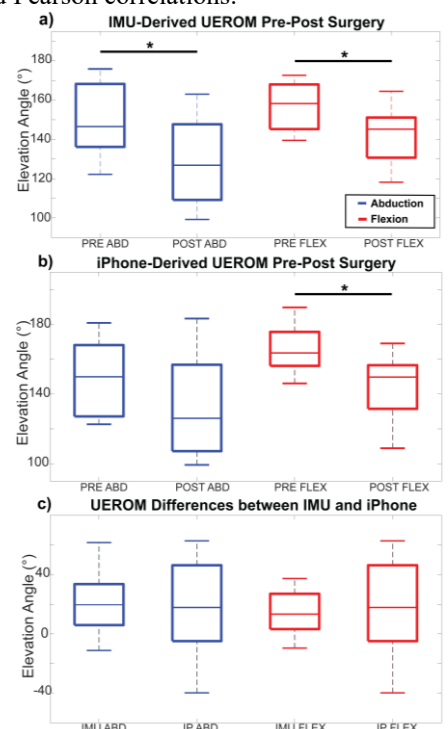 d Pearson correlations.
a) IMU-Derived UEROM Pre-Post Surgery
*
*
Elevation Angle (°)
180
160
140
120
100
Abduction
Flexion
PRE ABD POST ABD PRE FLEX POST FLEX
b) iPhone-Derived UEROM Pre-Post Surgery
*
Elevation Angle (°)
180
140
100
PRE ABD POST ABD PRE FLEX POST FLEX
c) UEROM Differences between IMU and iPhone
Elevation Angle (°)
40
0
-40
IMU ABD IP ABD IMU FLEX IP FLEX